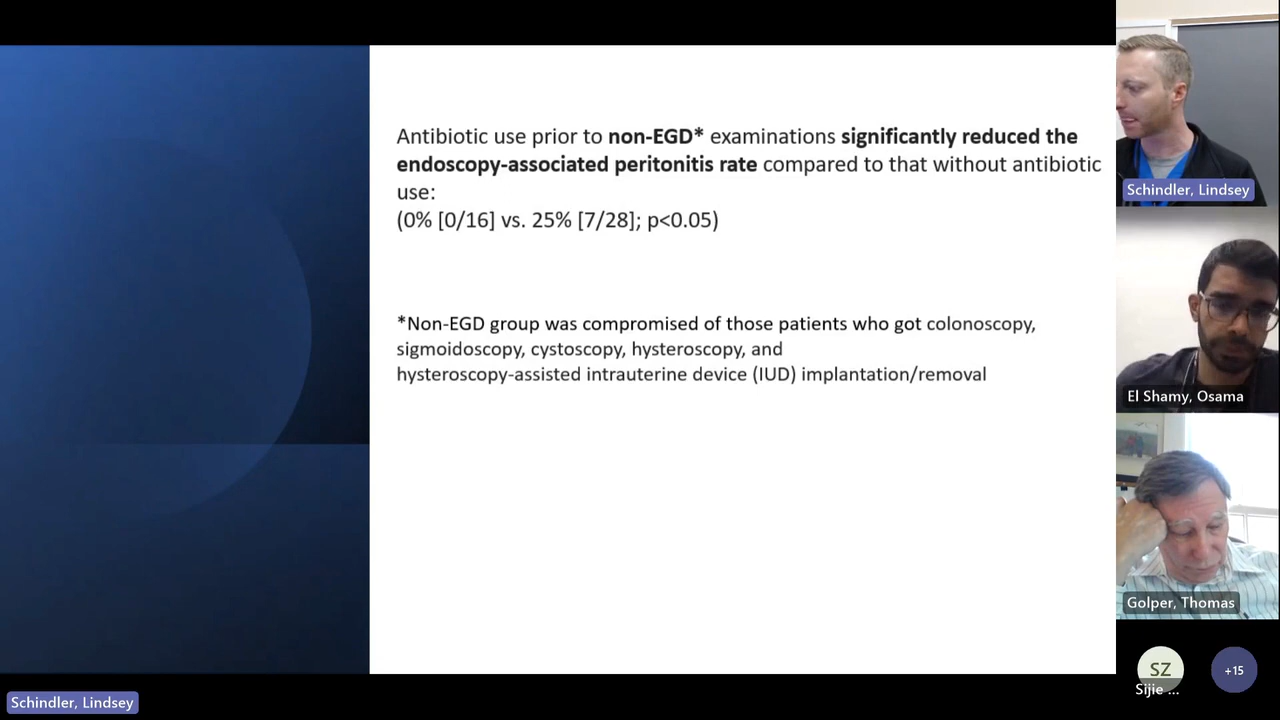 Antibiotic use prior to non-EGD* examinations significantly reduced the
endoscopy-associated peritonitis rate compared to that without antibiotic
use:
(0% [0/16] vs. 25% [7/28]; p<0.05)
*Non-EGD group was compromised of those patients who got colonoscopy,
sigmoidoscopy, cystoscopy, hysteroscopy, and
hysteroscopy-assisted intrauterine device (IUD) implantation/removal
Schindler, Lindsey
El Shamy, Osama
Golper, Thomas
SZ
Sijie ...
+15
Schindler, Lindsey